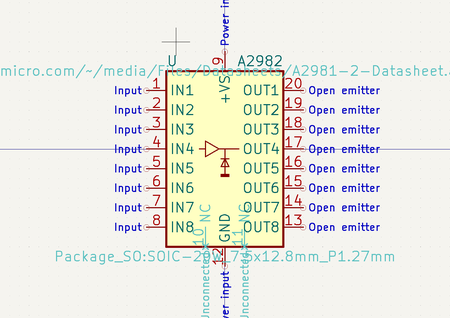 Power in
U
9
A2982
micro.com/~/media/Files/Datasheets/A2981-2-Datasheet.
+VS
Input 1 IN1 OUT1 20 Open emitter
Input 2 IN2 OUT2 19 Open emitter
Input 3 IN3 OUT3 18 Open emitter
Input 4 IN4 OUT4 17 Open emitter
Input 5 IN5 OUT5 16 Open emitter
Input 6 IN6 OUT6 15 Open emitter
Input 7 IN7 OUT7 14 Open emitter
Input 8 IN8 OUT8 13 Open emitter
NC
GND
NC
10
12
11
Package_SO:SOIC-20W_7.5x12.8mm_P1.27mm
Unconnected
wer input
Unconnected